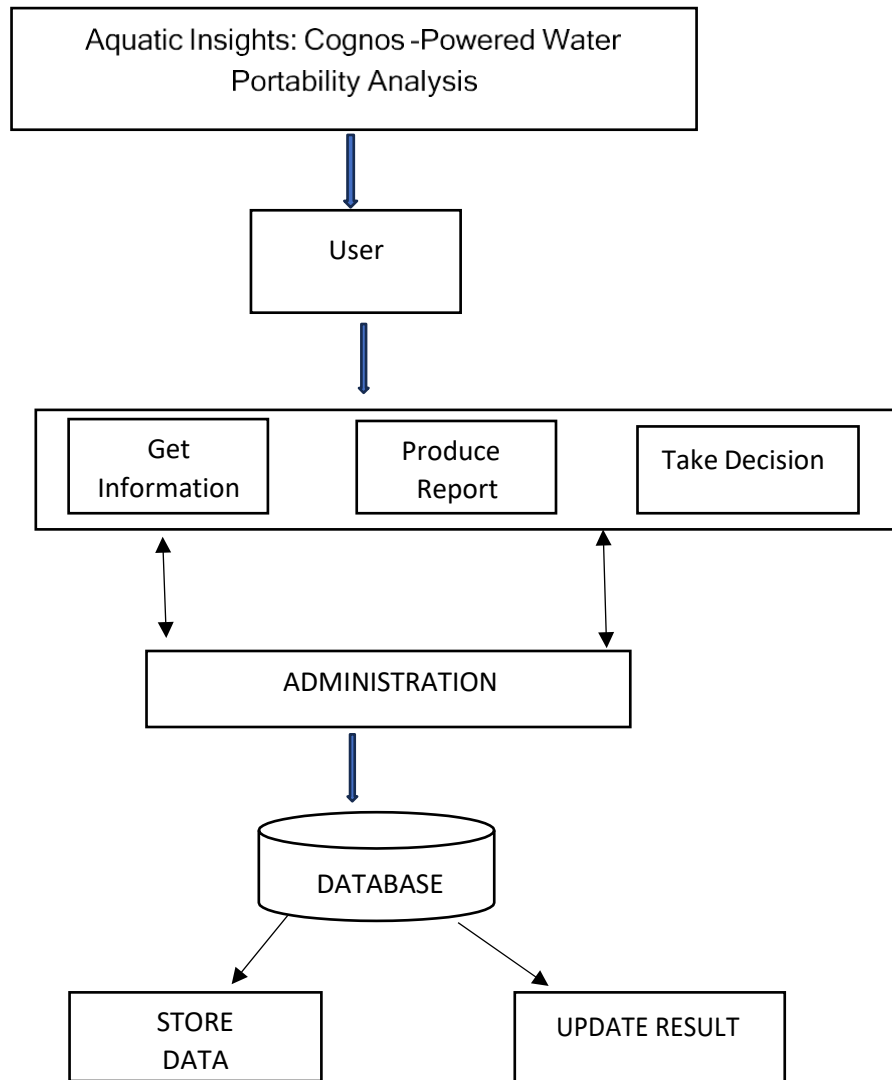 Aquatic Insights: Cognos -Powered Water
Portability Analysis
User
Get
Information
Produce
Report
Take Decision
ADMINISTRATION
DATABASE
STORE
DATA
UPDATE RESULT